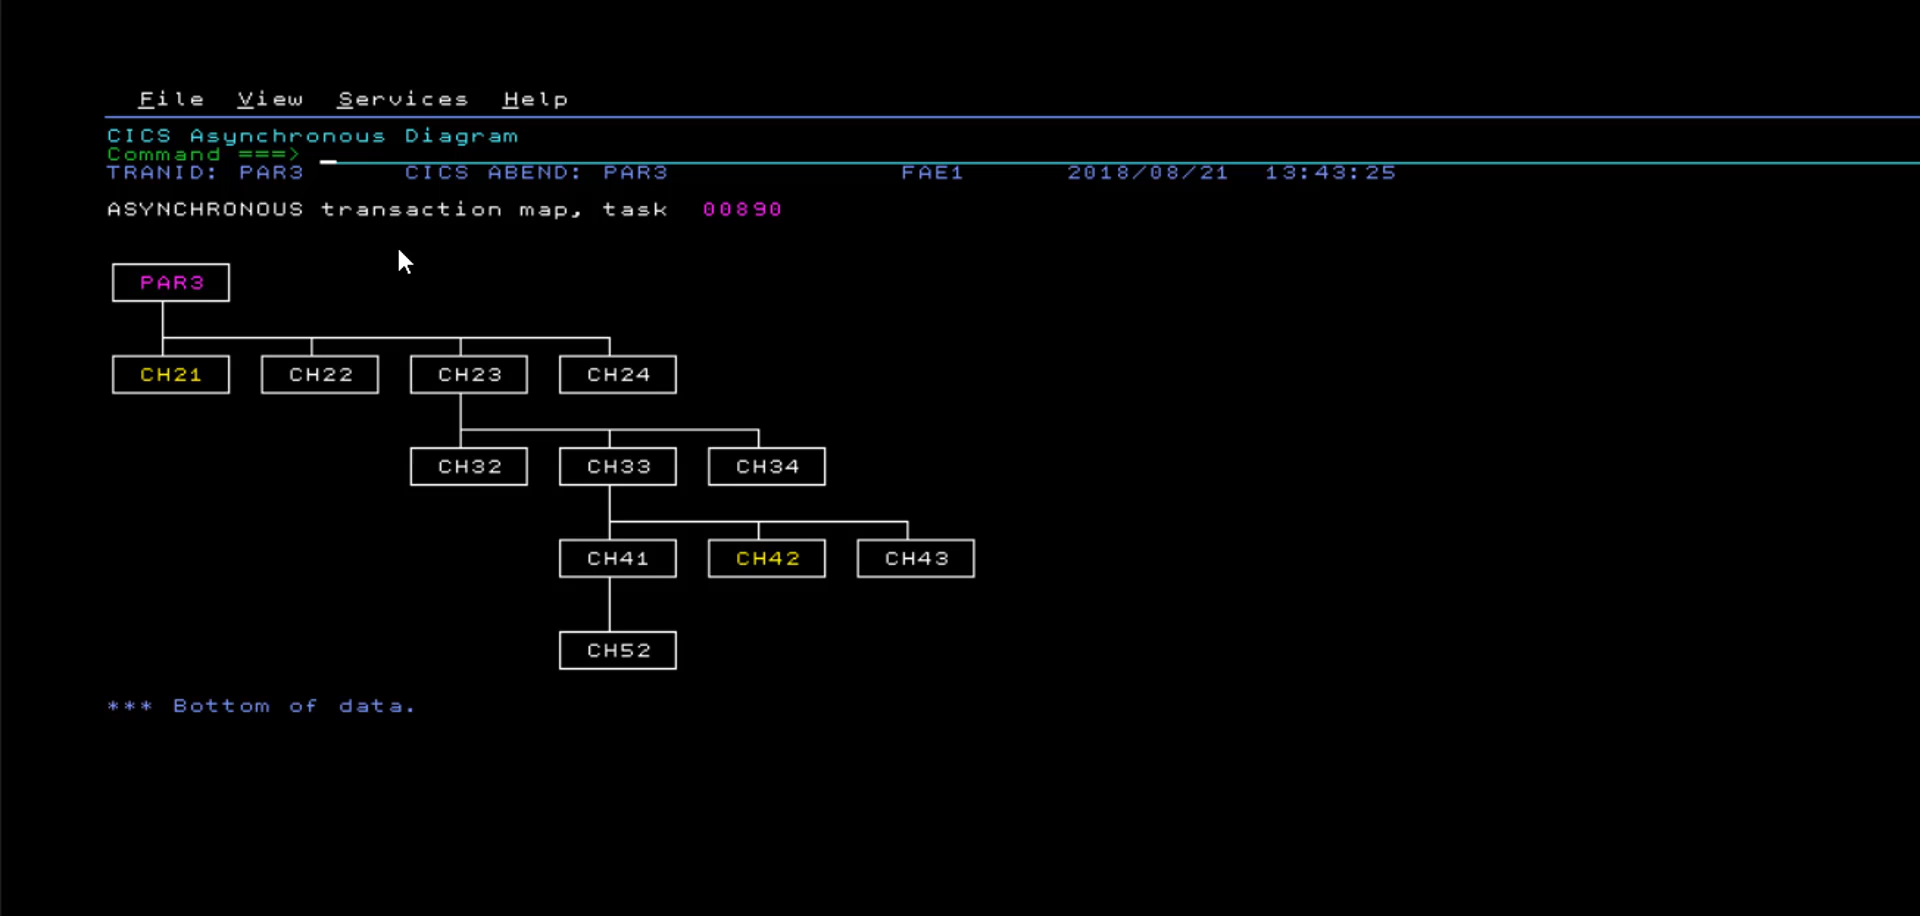 File View Services Help
CICS Asynchronous Diagram
Command ===>
TRANID: PAR3 CICS ABEND: PAR3 FAE1 2018/08/21 13:43:25
ASYNCHRONOUS transaction map, task 00890
PAR3
CH21 CH22 CH23 CH24
CH32 CH33 CH34
CH41 CH42 CH43
CH52
*** Bottom of data.